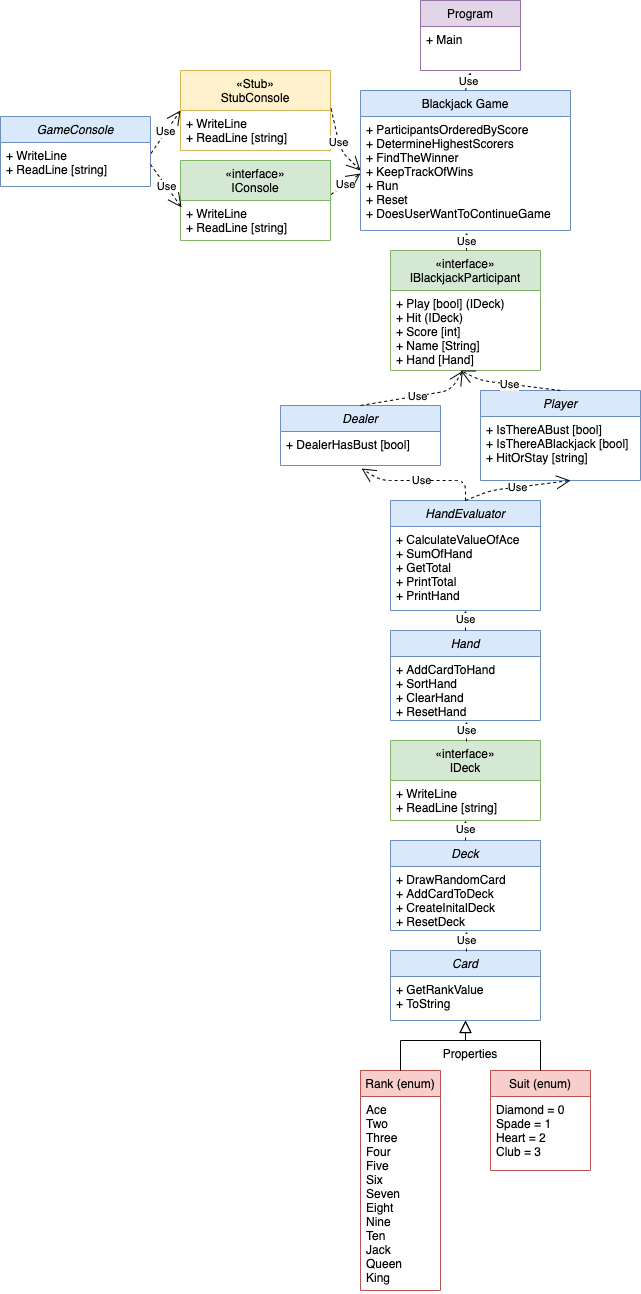 Program
+ Main
Use
«Stub»
StubConsole
+ WriteLine
+ ReadLine [string]
Blackjack Game
+ ParticipantsOrderedByScore
+ DetermineHighestScorers
+ FindTheWinner
+ KeepTrackOfWins
+ Run
+ Reset
+ DoesUserWantToContinueGame
GameConsole
+ WriteLine
+ ReadLine [string]
Use
Use
Use
Use
«interface»
IConsole
+ WriteLine
+ ReadLine [string]
Use
«interface»
IBlackjackParticipant
+ Play [bool] (IDeck)
+ Hit (IDeck)
+ Score [int]
+ Name [String]
+ Hand [Hand]
Use
Use
Dealer
+ DealerHasBust [bool]
Player
+ IsThereABust [bool]
+ IsThereABlackjack [bool]
+ HitOrStay [string]
Use
Use
HandEvaluator
+ CalculateValueOfAce
+ SumOfHand
+ GetTotal
+ PrintTotal
+ PrintHand
Use
Hand
+ AddCardToHand
+ SortHand
+ ClearHand
+ ResetHand
Use
«interface»
IDeck
+ WriteLine
+ ReadLine [string]
Use
Deck
+ DrawRandomCard
+ AddCardToDeck
+ CreateInitalDeck
+ ResetDeck
Use
Card
+ GetRankValue
+ ToString
Properties
Rank (enum)
Ace
Two
Three
Four
Five
Six
Seven
Eight
Nine
Ten
Jack
Queen
King
Suit (enum)
Diamond = 0
Spade = 1
Heart = 2
Club = 3